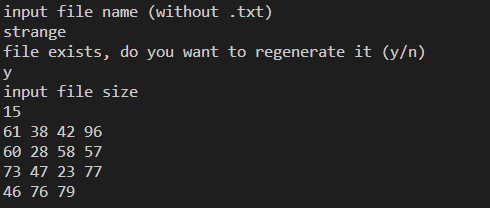 input file name (without .txt)
strange
file exists, do you want to regenerate it (y/n)
y
input file size
15
61 38 42 96
60 28 58 57
73 47 23 77
46 76 79